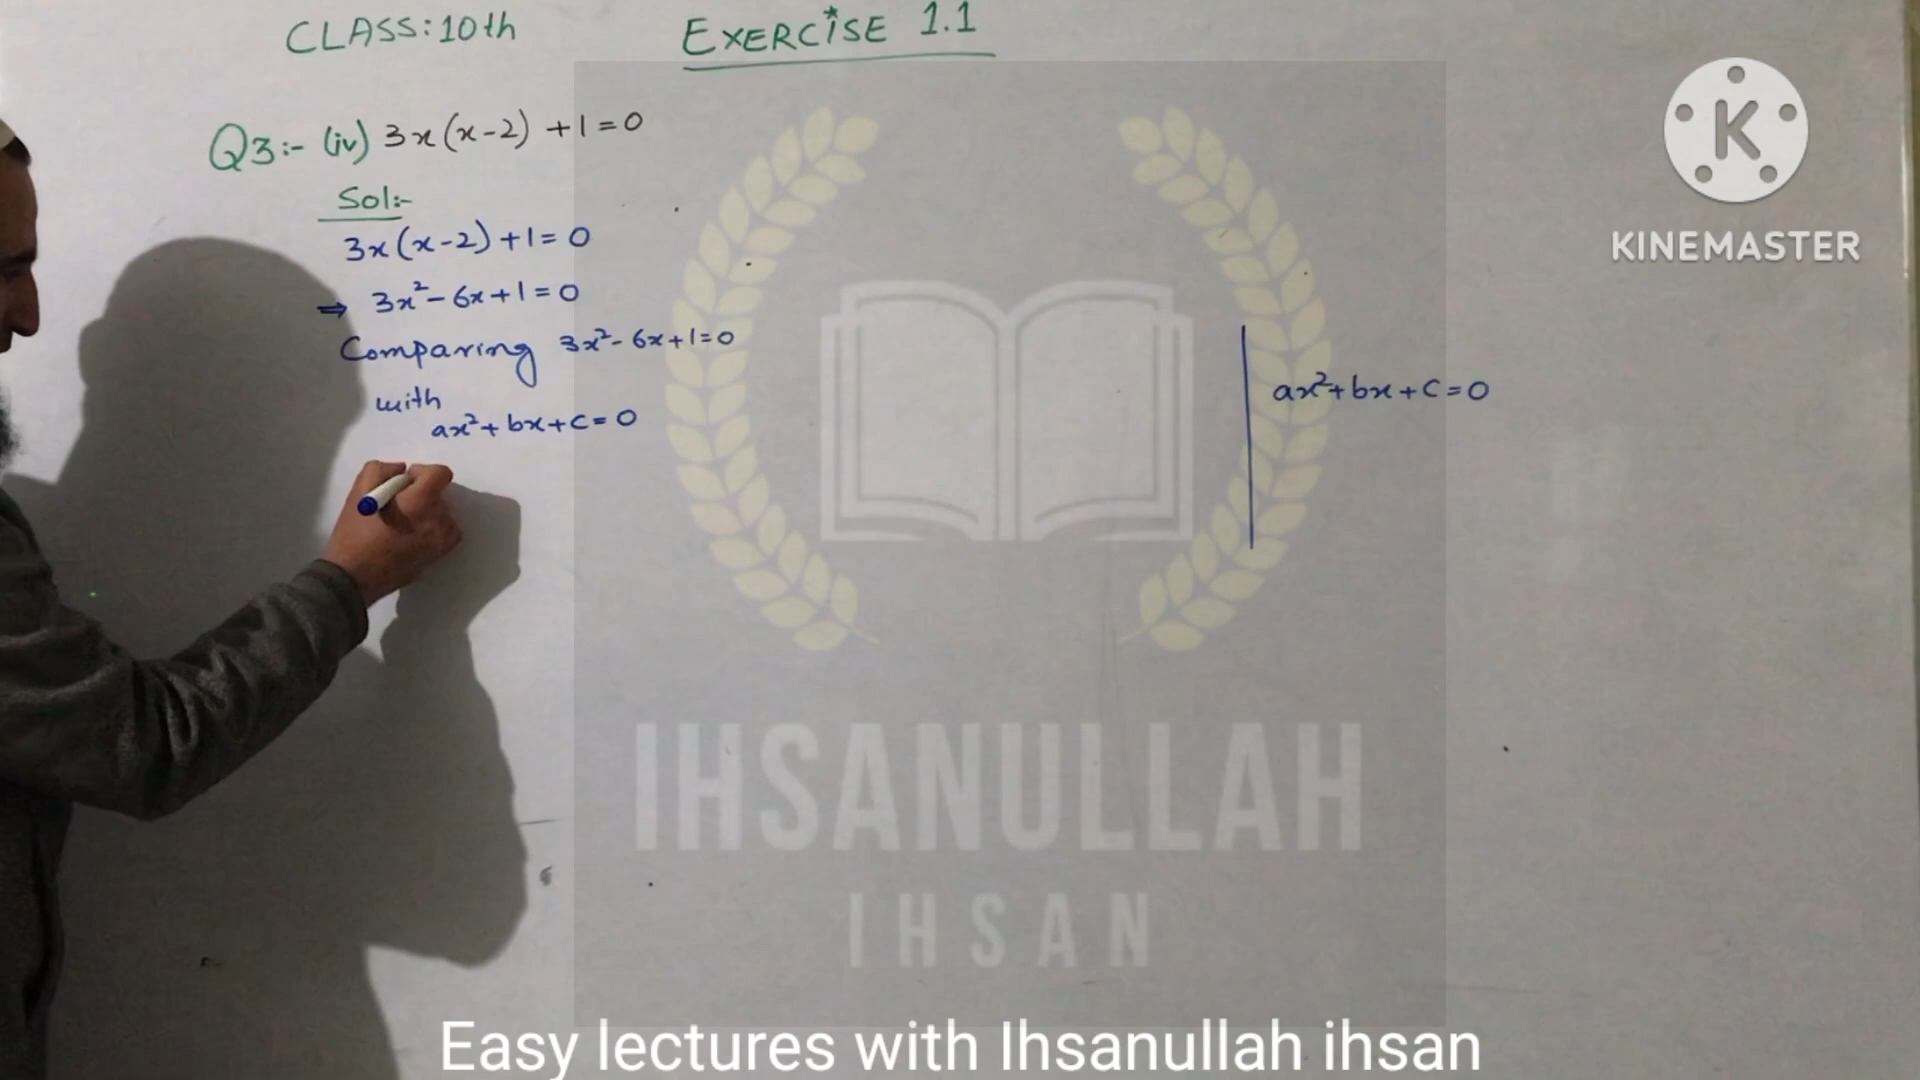 CLASS:10th EXERCISE 1.1
Q3:- (iv) 3x(x-2) +1=0
Sol:-
3x(x-2)+1=0
⇒ 3x²-6x+1=0
Comparing 3x²-6x+1=0
with
ax²+bx+c=0
ax²+bx+c=0
K
KINEMASTER
IHSANULLAH
IHSAN
Easy lectures with Ihsanullah ihsan